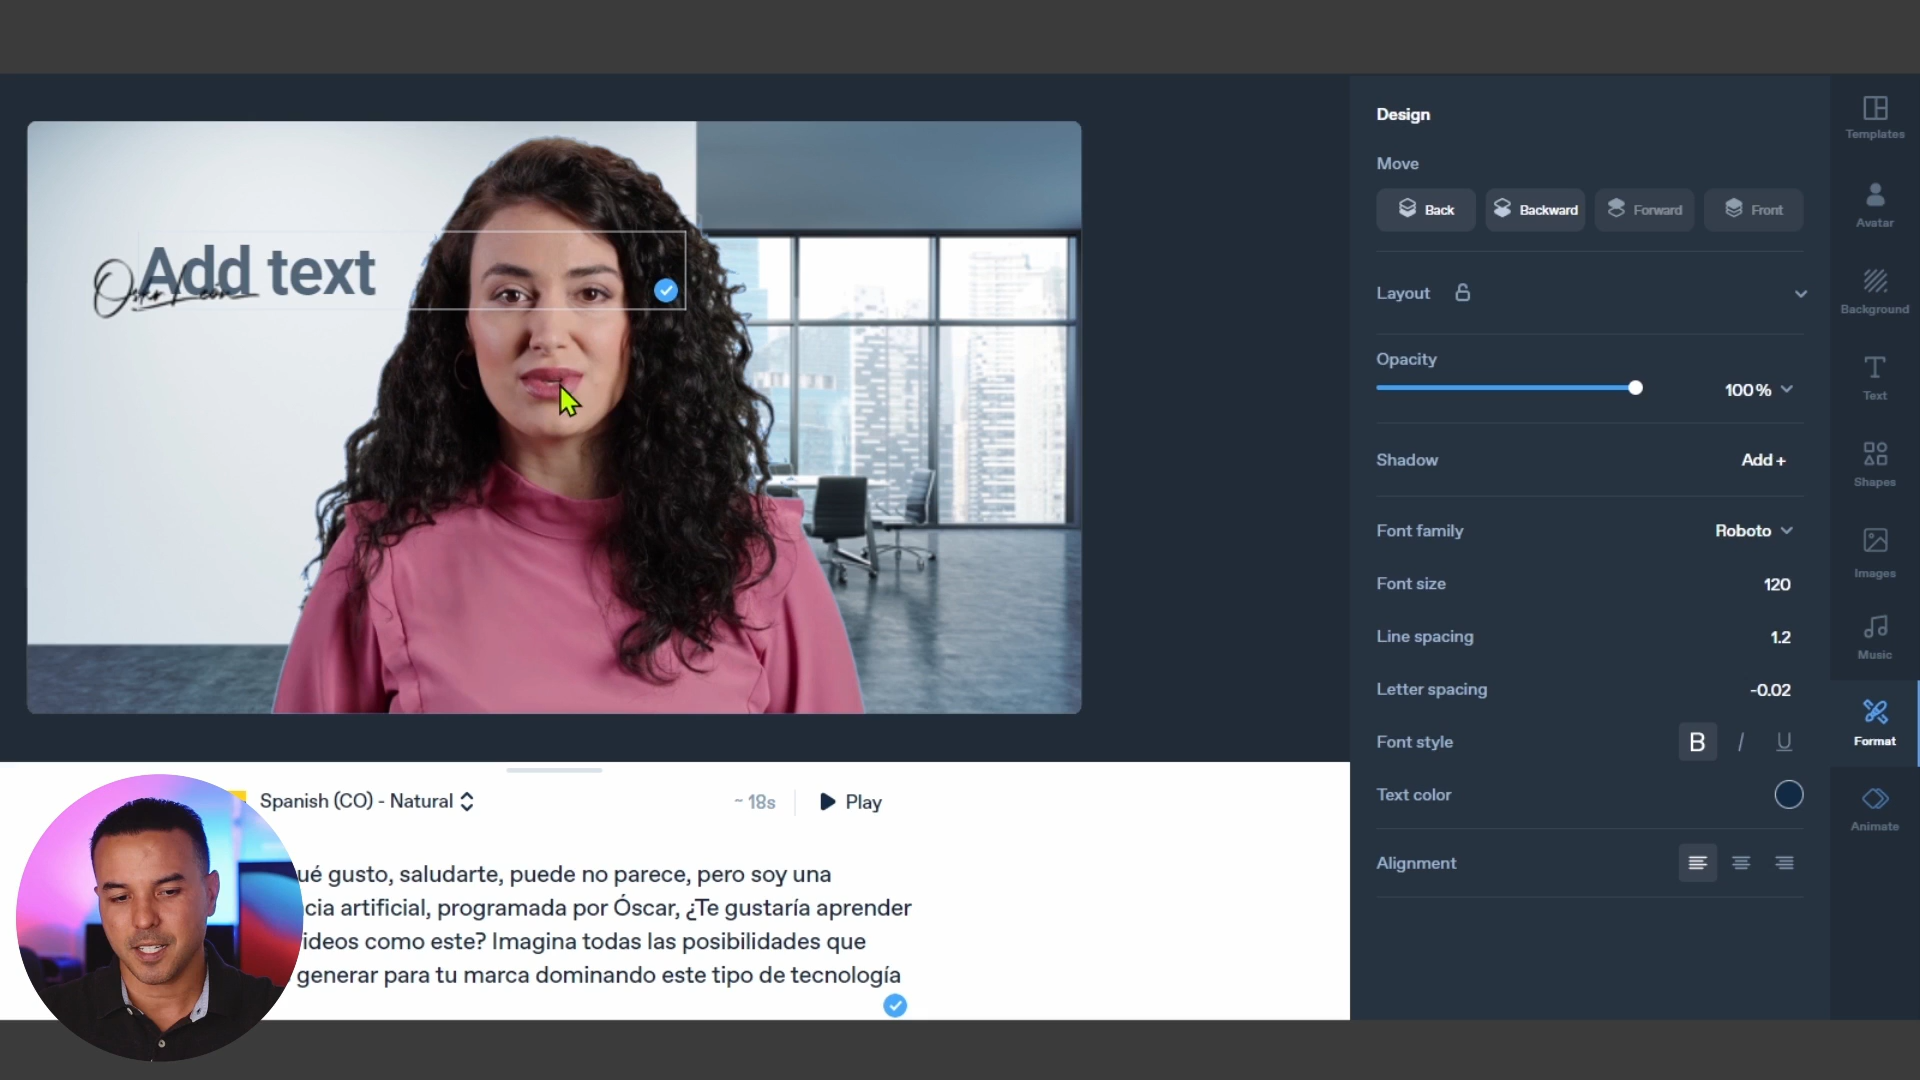 Design
Move
Back
Backward
Forward
Front
Layout
Opacity
100%
Shadow
Add +
Font family
Roboto
Font size
120
Line spacing
1.2
Letter spacing
-0.02
Font style
B
I
U
Text color
Alignment
Templates
Avatar
Background
Text
Shapes
Images
Music
Format
Animate
Add text
Oscar León
Spanish (CO) - Natural
~ 18s
Play
ué gusto, saludarte, puede no parece, pero soy una
cia artificial, programada por Óscar, ¿Te gustaría aprender
ideos como este? Imagina todas las posibilidades que
generar para tu marca dominando este tipo de tecnología